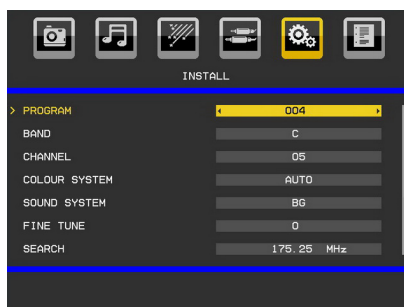 INSTALL
> PROGRAM 004
BAND C
CHANNEL 05
COLOUR SYSTEM AUTO
SOUND SYSTEM BG
FINE TUNE 0
SEARCH 175.25 MHz